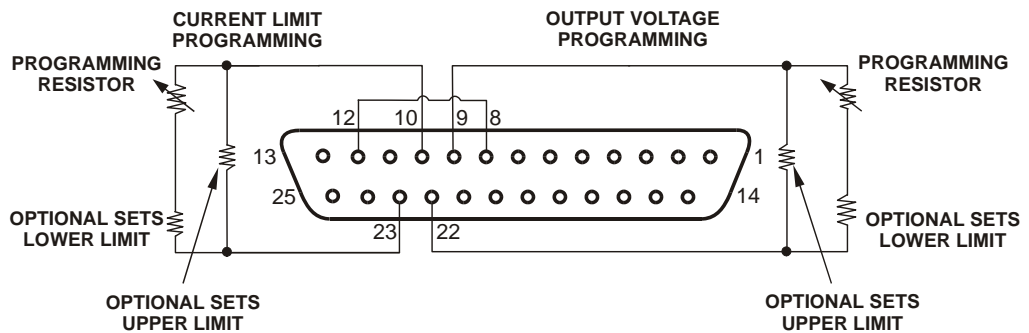 CURRENT LIMIT
PROGRAMMING
OUTPUT VOLTAGE
PROGRAMMING
PROGRAMMING
RESISTOR
PROGRAMMING
RESISTOR
12
10
9
8
13
1
25
14
23
22
OPTIONAL SETS
LOWER LIMIT
OPTIONAL SETS
LOWER LIMIT
OPTIONAL SETS
UPPER LIMIT
OPTIONAL SETS
UPPER LIMIT